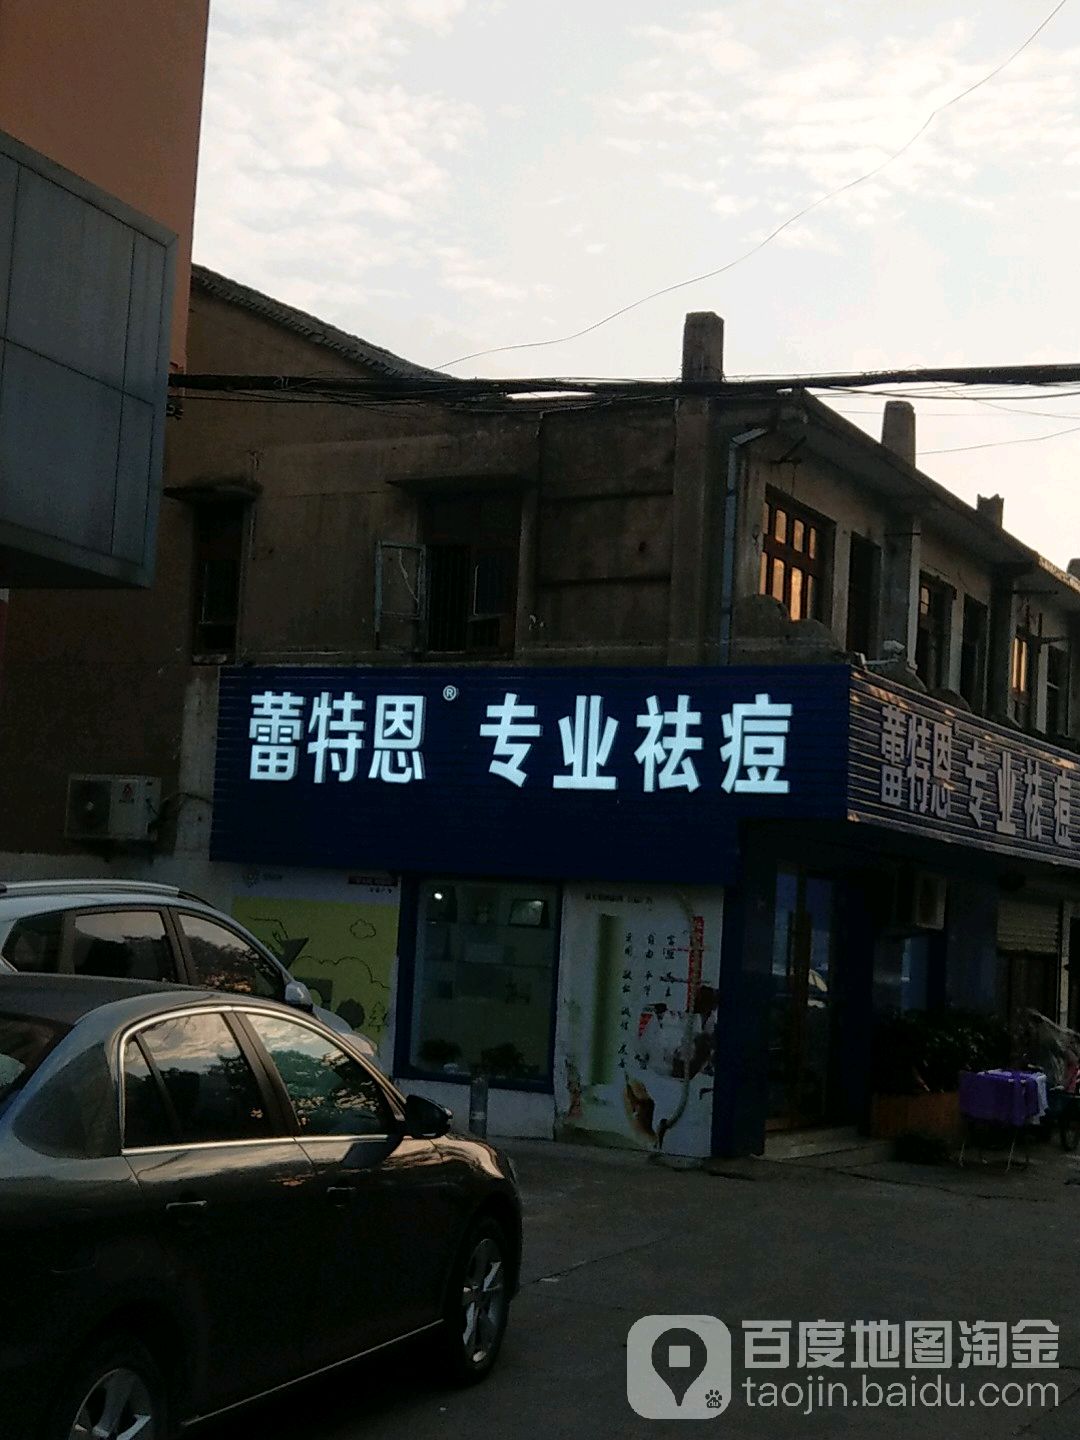 蕾特恩® 专业祛痘
蕾特恩 专业祛痘
百度地图淘金
taojin.baidu.com